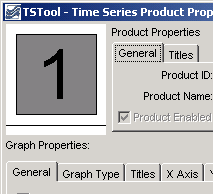 TSTool - Time Series Product Prope
1
Product Properties
General Titles
Product ID:
Product Name:
Product Enabled
Graph Properties:
General Graph Type Titles X Axis